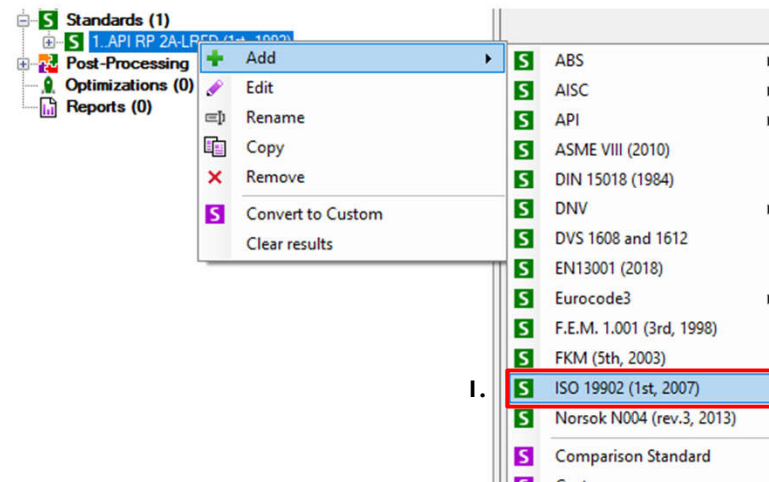 Standards (1)
1..API RP 2A-LRFD (1st, 1993)
Post-Processing
Optimizations (0)
Reports (0)
Add
Edit
Rename
Copy
Remove
Convert to Custom
Clear results
ABS
AISC
API
ASME VIII (2010)
DIN 15018 (1984)
DNV
DVS 1608 and 1612
EN13001 (2018)
Eurocode3
F.E.M. 1.001 (3rd, 1998)
FKM (5th, 2003)
1. ISO 19902 (1st, 2007)
Norsok N004 (rev.3, 2013)
Comparison Standard